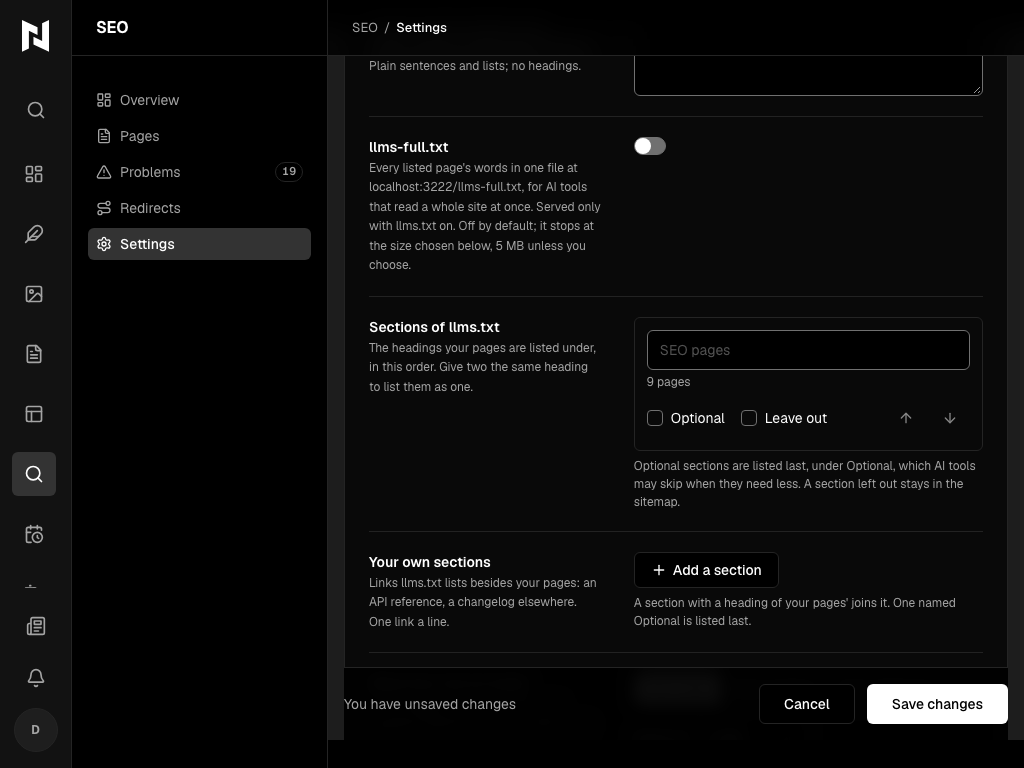 SEO
SEO / Settings
Overview
Pages
Problems 19
Redirects
Settings
Plain sentences and lists; no headings.
llms-full.txt
Every listed page's words in one file at
localhost:3222/llms-full.txt, for AI tools
that read a whole site at once. Served only
with llms.txt on. Off by default; it stops at
the size chosen below, 5 MB unless you
choose.
Sections of llms.txt
The headings your pages are listed under,
in this order. Give two the same heading
to list them as one.
SEO pages
9 pages
Optional Leave out
Optional sections are listed last, under Optional, which AI tools
may skip when they need less. A section left out stays in the
sitemap.
Your own sections
Links llms.txt lists besides your pages: an
API reference, a changelog elsewhere.
One link a line.
Add a section
A section with a heading of your pages' joins it. One named
Optional is listed last.
You have unsaved changes
Cancel
Save changes
D